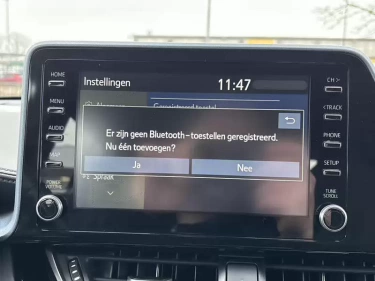 HOME
MENU
AUDIO
MAP
POWER
VOLUME
Instellingen
11:47
Geregistreerd toestel
Er zijn geen Bluetooth-toestellen geregistreerd.
Nu één toevoegen?
Ja
Nee
Spraak
CH >
< TRACK
PHONE
SETUP
TUNE
SCROLL